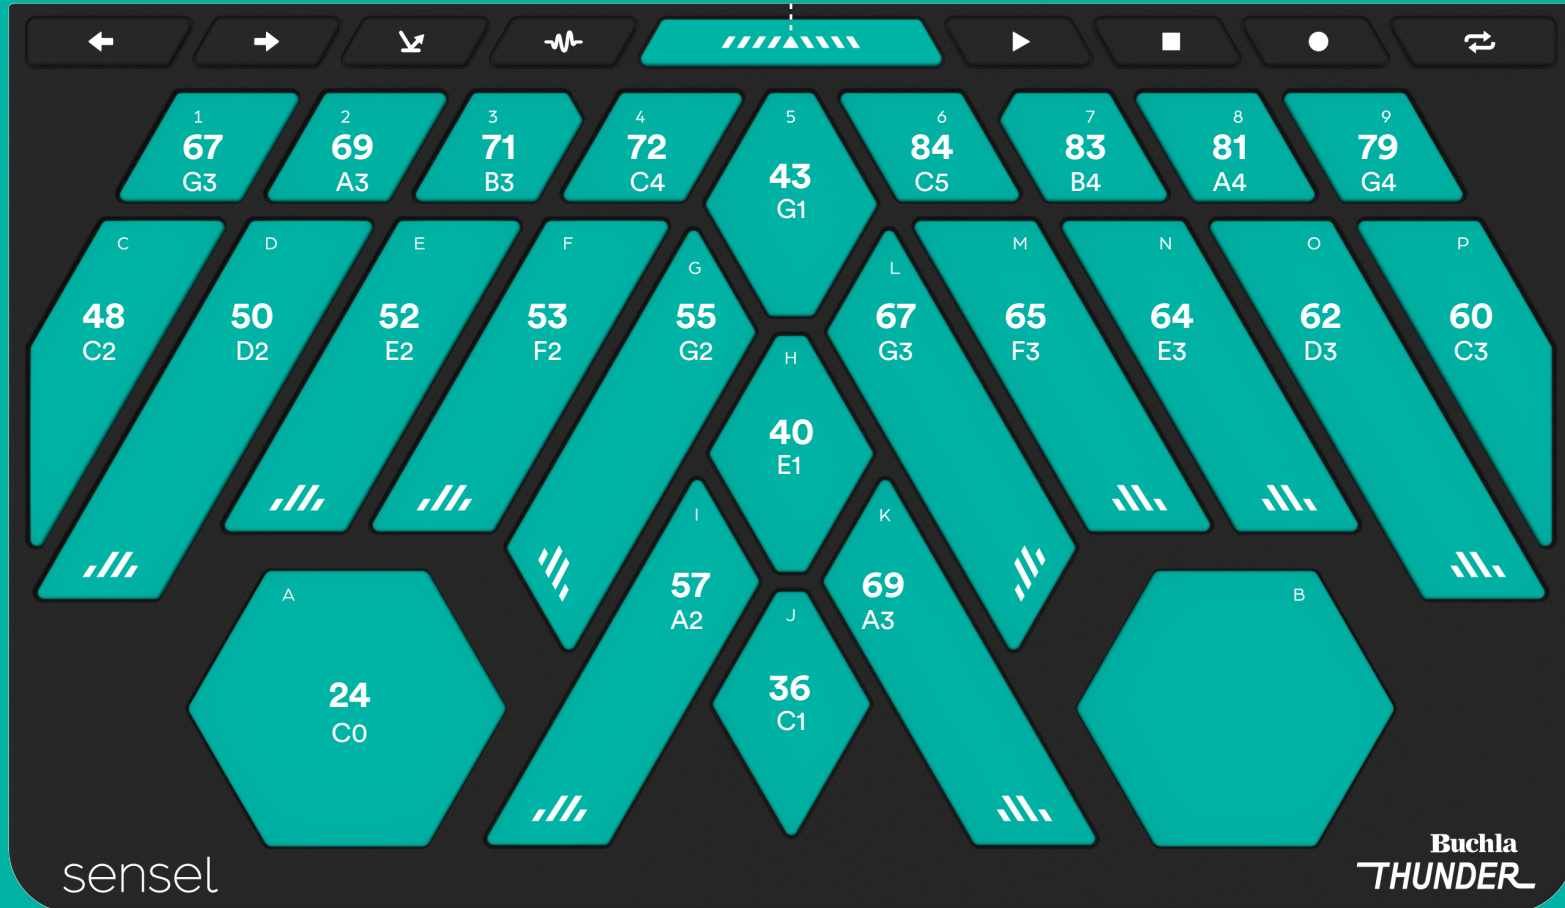 1
67
G3
2
69
A3
3
71
B3
4
72
C4
5
43
G1
6
84
C5
7
83
B4
8
81
A4
9
79
G4
C
48
C2
D
50
D2
E
52
E2
F
53
F2
G
55
G2
H
40
E1
L
67
G3
M
65
F3
N
64
E3
O
62
D3
P
60
C3
I
57
A2
J
36
C1
K
69
A3
A
24
C0
B
sensel
Buchla
THUNDER